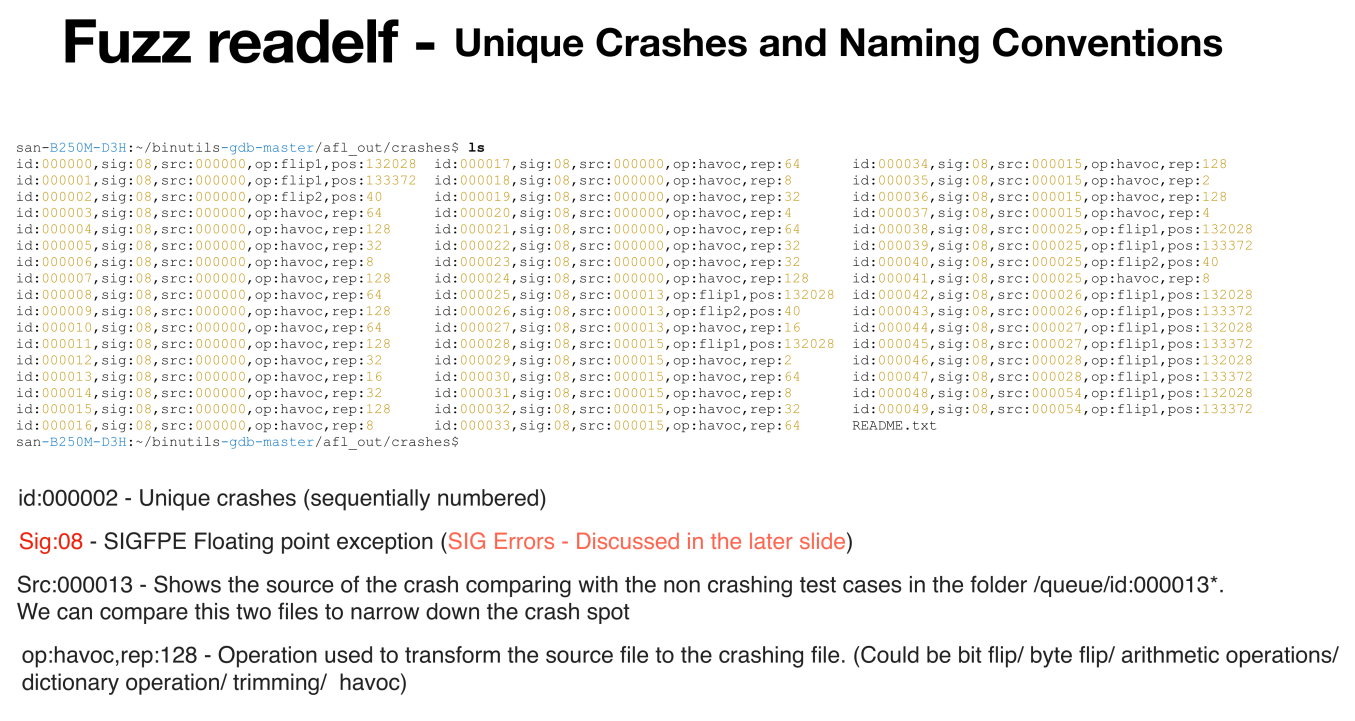 Fuzz readelf - Unique Crashes and Naming Conventions
san-B250M-D3H:~/binutils-gdb-master/afl_out/crashes$ ls
id:000000,sig:08,src:000000,op:flip1,pos:132028 id:000017,sig:08,src:000000,op:havoc,rep:64 id:000034,sig:08,src:000015,op:havoc,rep:128
id:000001,sig:08,src:000000,op:flip1,pos:133372 id:000018,sig:08,src:000000,op:havoc,rep:8 id:000035,sig:08,src:000015,op:havoc,rep:2
id:000002,sig:08,src:000000,op:flip2,pos:40 id:000019,sig:08,src:000000,op:havoc,rep:32 id:000036,sig:08,src:000015,op:havoc,rep:128
id:000003,sig:08,src:000000,op:havoc,rep:64 id:000020,sig:08,src:000000,op:havoc,rep:4 id:000037,sig:08,src:000015,op:havoc,rep:4
id:000004,sig:08,src:000000,op:havoc,rep:128 id:000021,sig:08,src:000000,op:havoc,rep:64 id:000038,sig:08,src:000025,op:flip1,pos:132028
id:000005,sig:08,src:000000,op:havoc,rep:32 id:000022,sig:08,src:000000,op:havoc,rep:32 id:000039,sig:08,src:000025,op:flip1,pos:133372
id:000006,sig:08,src:000000,op:havoc,rep:8 id:000023,sig:08,src:000000,op:havoc,rep:32 id:000040,sig:08,src:000025,op:flip2,pos:40
id:000007,sig:08,src:000000,op:havoc,rep:128 id:000024,sig:08,src:000000,op:havoc,rep:128 id:000041,sig:08,src:000025,op:havoc,rep:8
id:000008,sig:08,src:000000,op:havoc,rep:64 id:000025,sig:08,src:000013,op:flip1,pos:132028 id:000042,sig:08,src:000026,op:flip1,pos:132028
id:000009,sig:08,src:000000,op:havoc,rep:128 id:000026,sig:08,src:000013,op:flip2,pos:40 id:000043,sig:08,src:000026,op:flip1,pos:133372
id:000010,sig:08,src:000000,op:havoc,rep:64 id:000027,sig:08,src:000013,op:havoc,rep:16 id:000044,sig:08,src:000027,op:flip1,pos:132028
id:000011,sig:08,src:000000,op:havoc,rep:128 id:000028,sig:08,src:000015,op:flip1,pos:132028 id:000045,sig:08,src:000027,op:flip1,pos:133372
id:000012,sig:08,src:000000,op:havoc,rep:32 id:000029,sig:08,src:000015,op:havoc,rep:2 id:000046,sig:08,src:000028,op:flip1,pos:132028
id:000013,sig:08,src:000000,op:havoc,rep:16 id:000030,sig:08,src:000015,op:havoc,rep:64 id:000047,sig:08,src:000028,op:flip1,pos:133372
id:000014,sig:08,src:000000,op:havoc,rep:32 id:000031,sig:08,src:000015,op:havoc,rep:8 id:000048,sig:08,src:000054,op:flip1,pos:132028
id:000015,sig:08,src:000000,op:havoc,rep:128 id:000032,sig:08,src:000015,op:havoc,rep:32 id:000049,sig:08,src:000054,op:flip1,pos:133372
id:000016,sig:08,src:000000,op:havoc,rep:8 id:000033,sig:08,src:000015,op:havoc,rep:64 README.txt
san-B250M-D3H:~/binutils-gdb-master/afl_out/crashes$
id:000002 - Unique crashes (sequentially numbered)
Sig:08 - SIGFPE Floating point exception (SIG Errors - Discussed in the later slide)
Src:000013 - Shows the source of the crash comparing with the non crashing test cases in the folder /queue/id:000013*.
We can compare this two files to narrow down the crash spot
op:havoc,rep:128 - Operation used to transform the source file to the crashing file. (Could be bit flip/ byte flip/ arithmetic operations/
dictionary operation/ trimming/ havoc)